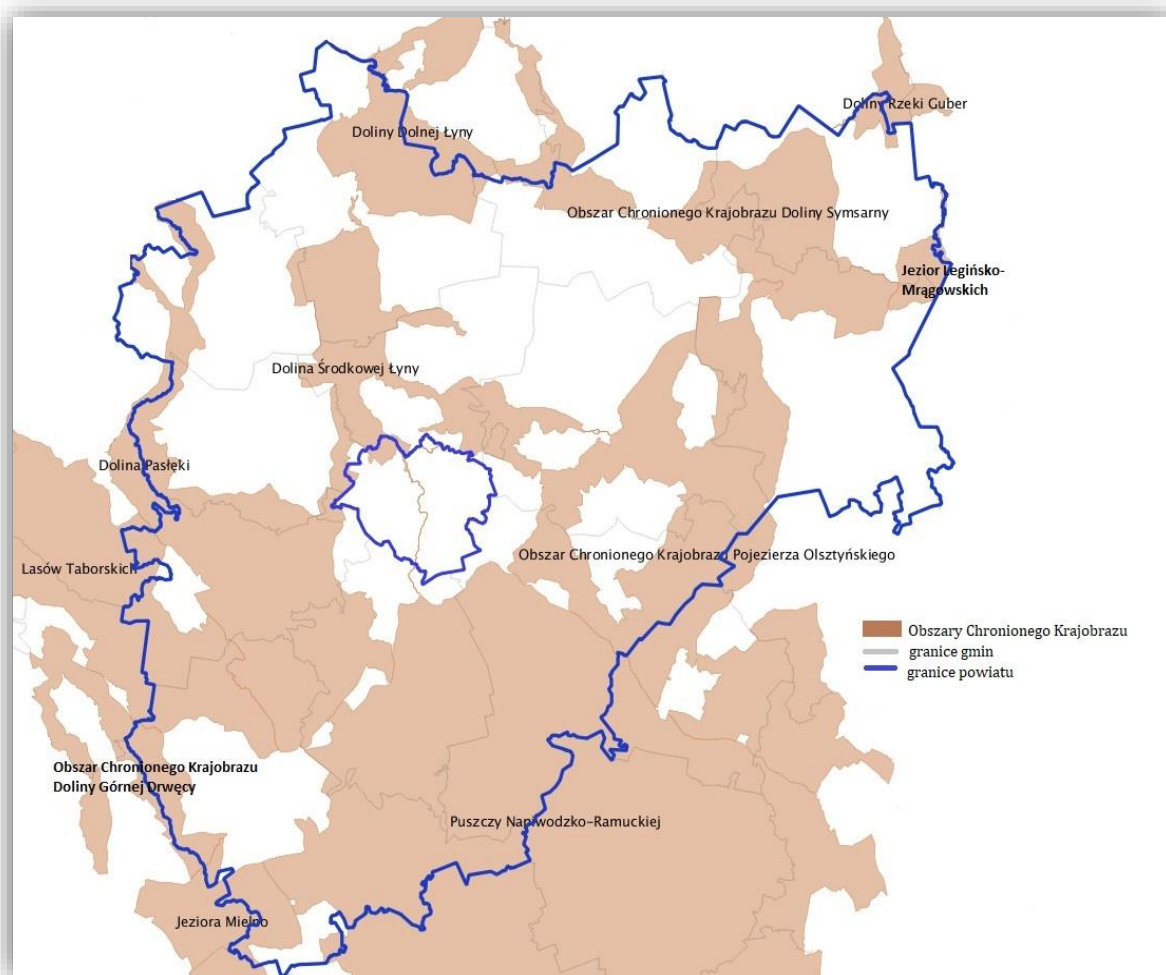 Doliny Rzeki Guber
Doliny Dolnej Łyny
Obszar Chronionego Krajobrazu Doliny Symsarny
Jezior Legińsko-
Mrągowskich
Dolina Środkowej Łyny
Dolina Pasłęki
Obszar Chronionego Krajobrazu Pojezierza Olsztyńskiego
Lasów Taborskich
Obszary Chronionego Krajobrazu
granice gmin
granice powiatu
Obszar Chronionego Krajobrazu
Doliny Górnej Drwęcy
Puszczy Napiwodzko-Ramuckiej
Jeziora Mielno